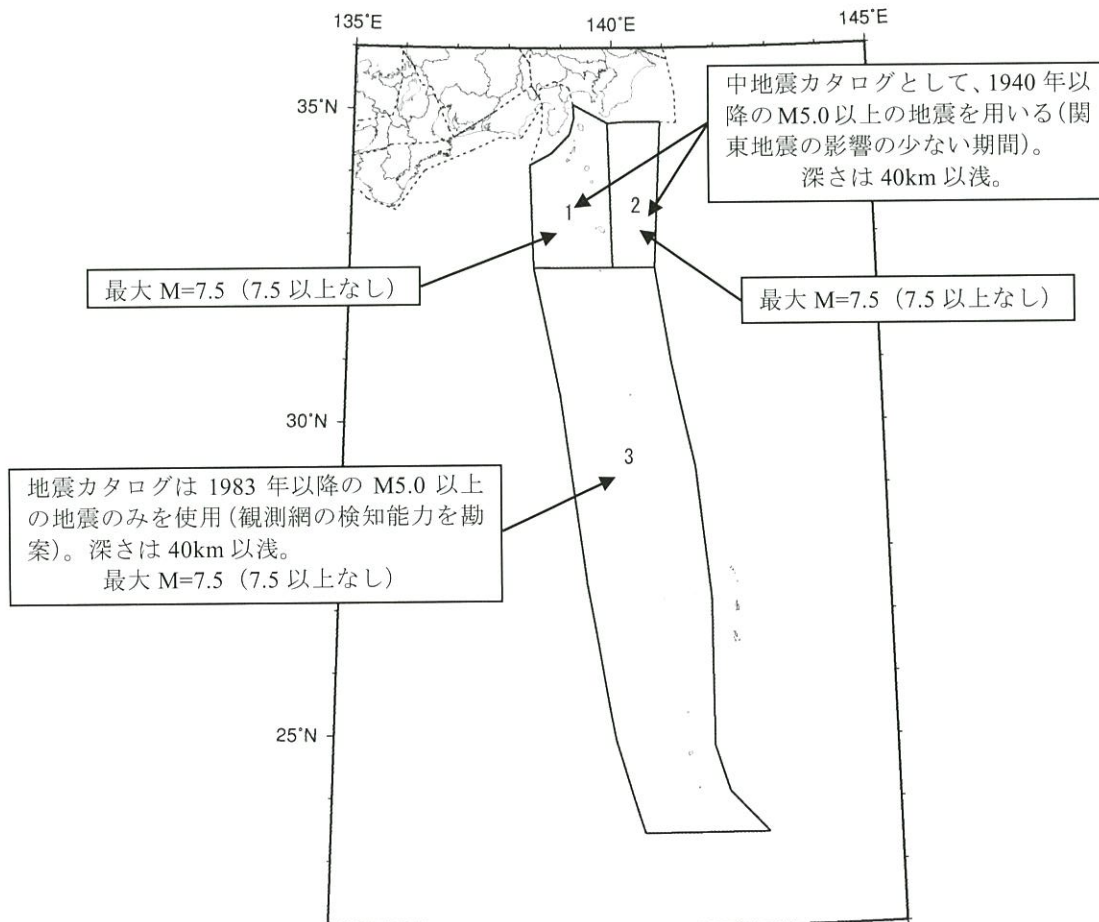 135°E
140°E
145°E
中地震カタログとして、1940 年以
降の M5.0 以上の地震を用いる（関
東地震の影響の少ない期間）。
深さは 40km 以浅。
35°N
1
2
最大 M=7.5（7.5 以上なし）
最大 M=7.5（7.5 以上なし）
30°N
3
地震カタログは 1983 年以降の M5.0 以上
の地震のみを使用（観測網の検知能力を勘
案）。深さは 40km 以浅。
最大 M=7.5（7.5 以上なし）
25°N